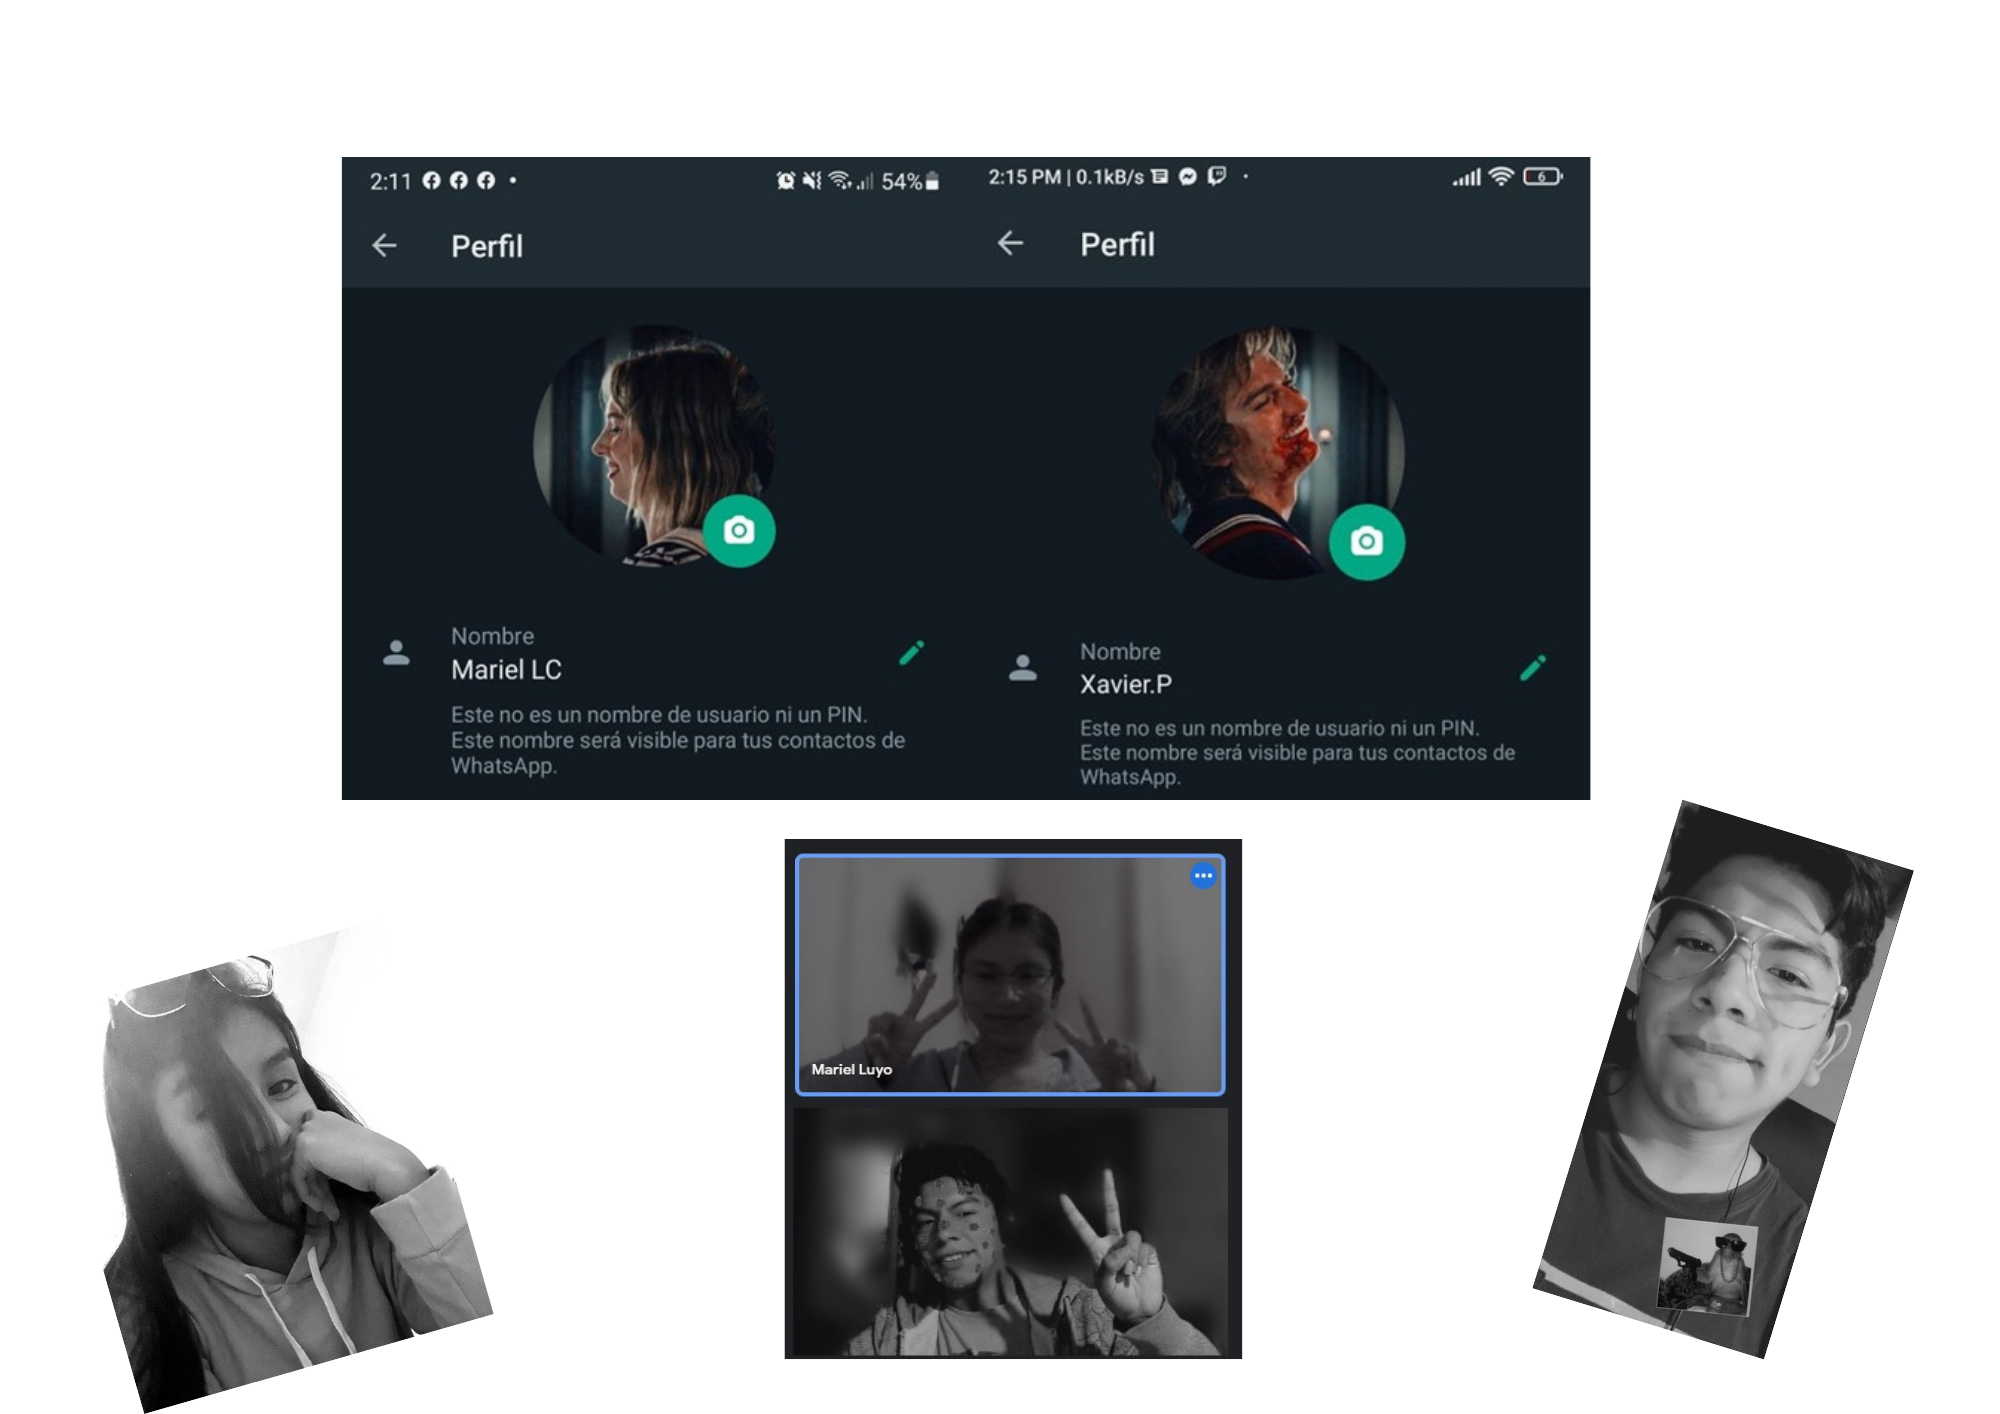 2:11 54%
Perfil
Nombre
Mariel LC
Este no es un nombre de usuario ni un PIN.
Este nombre será visible para tus contactos de
WhatsApp.
2:15 PM | 0.1kB/s 6
Perfil
Nombre
Xavier.P
Este no es un nombre de usuario ni un PIN.
Este nombre será visible para tus contactos de
WhatsApp.
Mariel Luyo